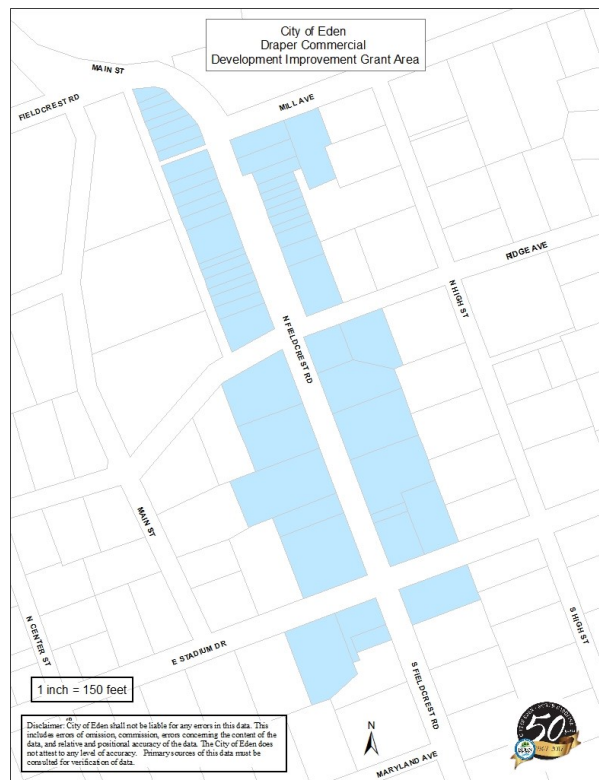 City of Eden
Draper Commercial
Development Improvement Grant Area
MAIN ST
FIELDCREST RD
MILL AVE
RIDGE AVE
N HIGH ST
N FIELDCREST RD
MAIN ST
N CENTER ST
E STADIUM DR
S HIGH ST
S FIELDCREST RD
1 inch = 150 feet
N
MARYLAND AVE
Disclaimer: City of Eden shall not be liable for any errors in this data. This
includes errors of omission, commission, errors concerning the content of the
data, and relative and positional accuracy of the data. The City of Eden does
not attest to any level of accuracy. Primary sources of this data must be
consulted for verification of data.
50
EDEN